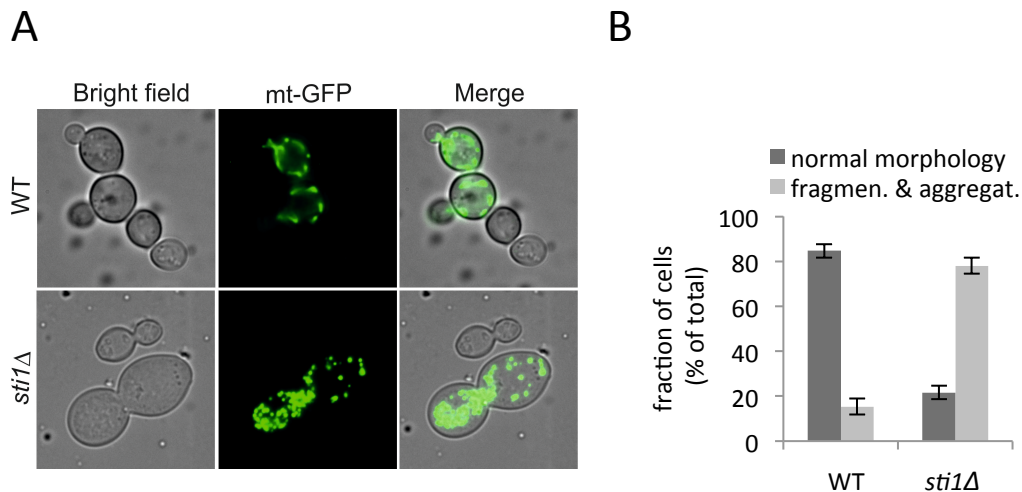 A
B
Bright field
mt-GFP
Merge
WT
sti1Δ
normal morphology
fragmen. & aggregat.
fraction of cells
(% of total)
100
80
60
40
20
0
WT
sti1Δ